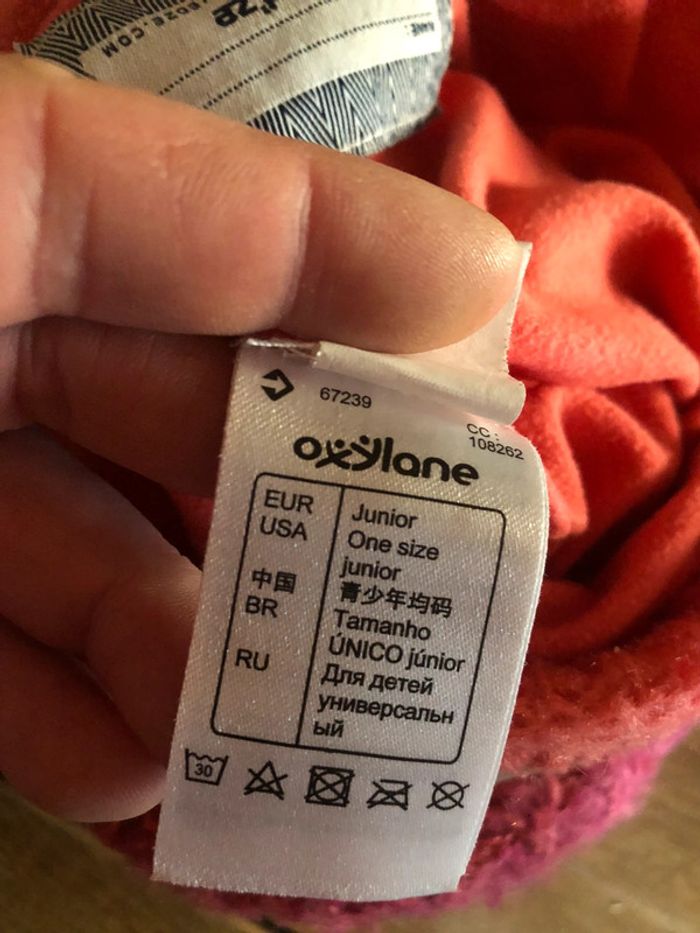 67239
CC :
108262
oxylane
EUR Junior
USA One size
junior
中国 青少年均码
BR Tamanho
ÚNICO júnior
RU Для детей
универсальн
ый
30